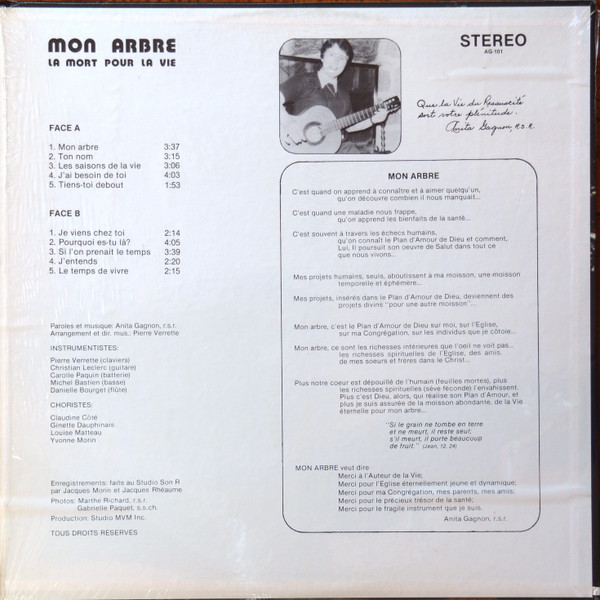 MON ARBRE
LA MORT POUR LA VIE
STEREO
AG-101
Que la Vie du Ressuscité
soit votre plénitude.
Anita Gagnon, r.s.r.
FACE A
1. Mon arbre 3:37
2. Ton nom 3:15
3. Les saisons de la vie 3:06
4. J'ai besoin de toi 4:03
5. Tiens-toi debout 1:53
FACE B
1. Je viens chez toi 2:14
2. Pourquoi es-tu là? 4:05
3. Si l'on prenait le temps 3:39
4. J'entends 2:20
5. Le temps de vivre 2:15
Paroles et musique: Anita Gagnon, r.s.r.
Arrangement et dir. mus.: Pierre Verrette
INSTRUMENTISTES:
Pierre Verrette (claviers)
Christian Leclerc (guitare)
Carolle Paquin (batterie)
Michel Bastien (basse)
Danielle Bourget (flûte)
CHORISTES:
Claudine Côté
Ginette Dauphinais
Louise Matteau
Yvonne Morin
Enregistrements: faits au Studio Son R
par Jacques Morin et Jacques Rhéaume
Photos: Marthe Richard, r.s.r.
Gabrielle Paquet, s.s.ch.
Production: Studio MVM Inc.
TOUS DROITS RESERVES
MON ARBRE
C'est quand on apprend à connaître et à aimer quelqu'un,
qu'on découvre combien il nous manquait...
C'est quand une maladie nous frappe,
qu'on apprend les bienfaits de la santé...
C'est souvent à travers les échecs humains,
qu'on connaît le Plan d'Amour de Dieu et comment,
Lui, Il poursuit son oeuvre de Salut dans tout ce
que nous vivons...
Mes projets humains, seuls, aboutissent à ma moisson, une moisson
temporelle et éphémère...
Mes projets, insérés dans le Plan d'Amour de Dieu, deviennent des
projets divins "pour une autre moisson"...
Mon arbre, c'est le Plan d'Amour de Dieu sur moi, sur l'Eglise,
sur ma Congrégation, sur les individus que je côtoie...
Mon arbre, ce sont les richesses intérieures que l'oeil ne voit pas...
les richesses spirituelles de l'Eglise, des amis,
de mes soeurs et frères dans le Christ...
Plus notre coeur est dépouillé de l'humain (feuilles mortes), plus
les richesses spirituelles (sève féconde) l'envahissent.
Plus c'est Dieu, alors, qui réalise son Plan d'Amour, et
plus je suis assurée de la moisson abondante, de la Vie
éternelle pour mon arbre...
"Si le grain ne tombe en terre
et ne meurt, il reste seul;
s'il meurt, il porte beaucoup
de fruit." (Jean, 12, 24)
MON ARBRE veut dire
Merci à l'Auteur de la Vie;
Merci pour l'Eglise éternellement jeune et dynamique;
Merci pour ma Congrégation, mes parents, mes amis;
Merci pour le précieux trésor de la santé;
Merci pour le fragile instrument que je suis.
Anita Gagnon, r.s.r.